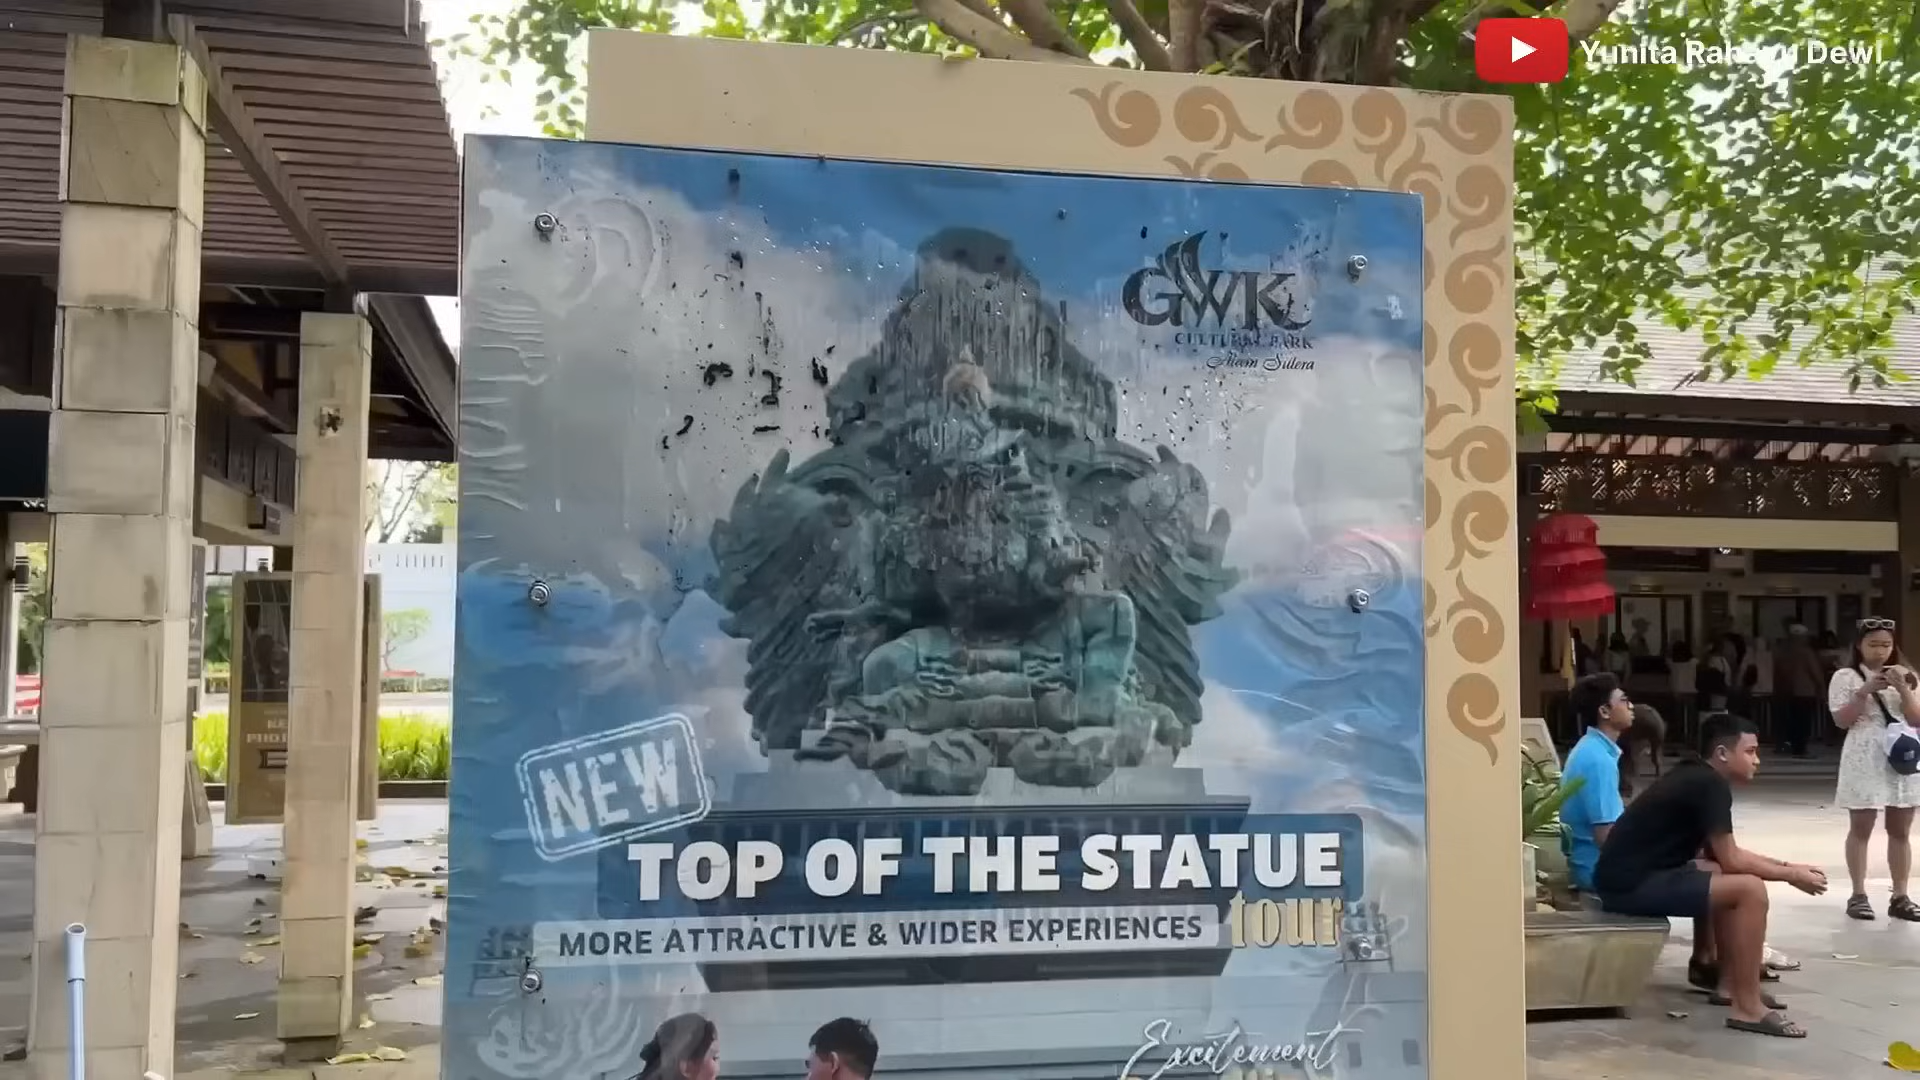 Yunita Rahayu Dewi
GWK
CULTURAL PARK
Alam Sutera
NEW
TOP OF THE STATUE
tour
MORE ATTRACTIVE & WIDER EXPERIENCES
Excitement